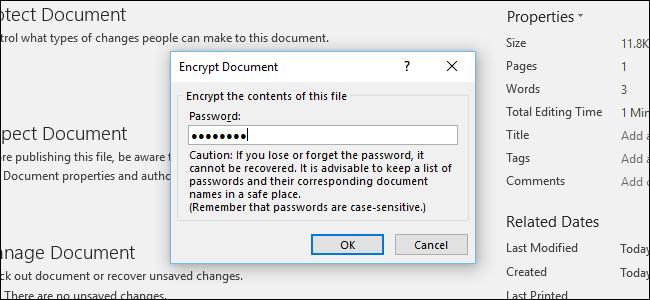 otect Document
trol what types of changes people can make to this document.
pect Document
ore publishing this file, be aware
Document properties and autho
anage Document
ck out document or recover unsaved changes.
There are no unsaved changes.
Encrypt Document
?
Encrypt the contents of this file
Password:
●●●●●●●●
Caution: If you lose or forget the password, it
cannot be recovered. It is advisable to keep a list of
passwords and their corresponding document
names in a safe place.
(Remember that passwords are case-sensitive.)
OK Cancel
Properties
Size 11.8K
Pages 1
Words 3
Total Editing Time 1 Min
Title Add a
Tags Add a
Comments Add c
Related Dates
Last Modified Today
Created Today
Last Printed